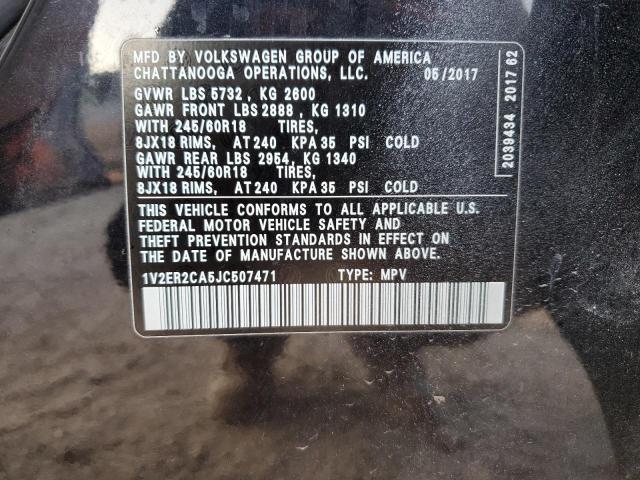 MFD BY VOLKSWAGEN GROUP OF AMERICA
CHATTANOOGA OPERATIONS, LLC. 05/2017
GVWR LBS 5732 , KG 2600
GAWR FRONT LBS 2888 , KG 1310
WITH 245/60R18 TIRES,
8JX18 RIMS, AT 240 KPA 35 PSI COLD
GAWR REAR LBS 2954, KG 1340
WITH 245/60R18 TIRES,
8JX18 RIMS, AT 240 KPA 35 PSI COLD
THIS VEHICLE CONFORMS TO ALL APPLICABLE U.S.
FEDERAL MOTOR VEHICLE SAFETY AND
THEFT PREVENTION STANDARDS IN EFFECT ON
THE DATE OF MANUFACTURE SHOWN ABOVE.
1V2ER2CA5JC507471 TYPE: MPV
2039434 2017 62